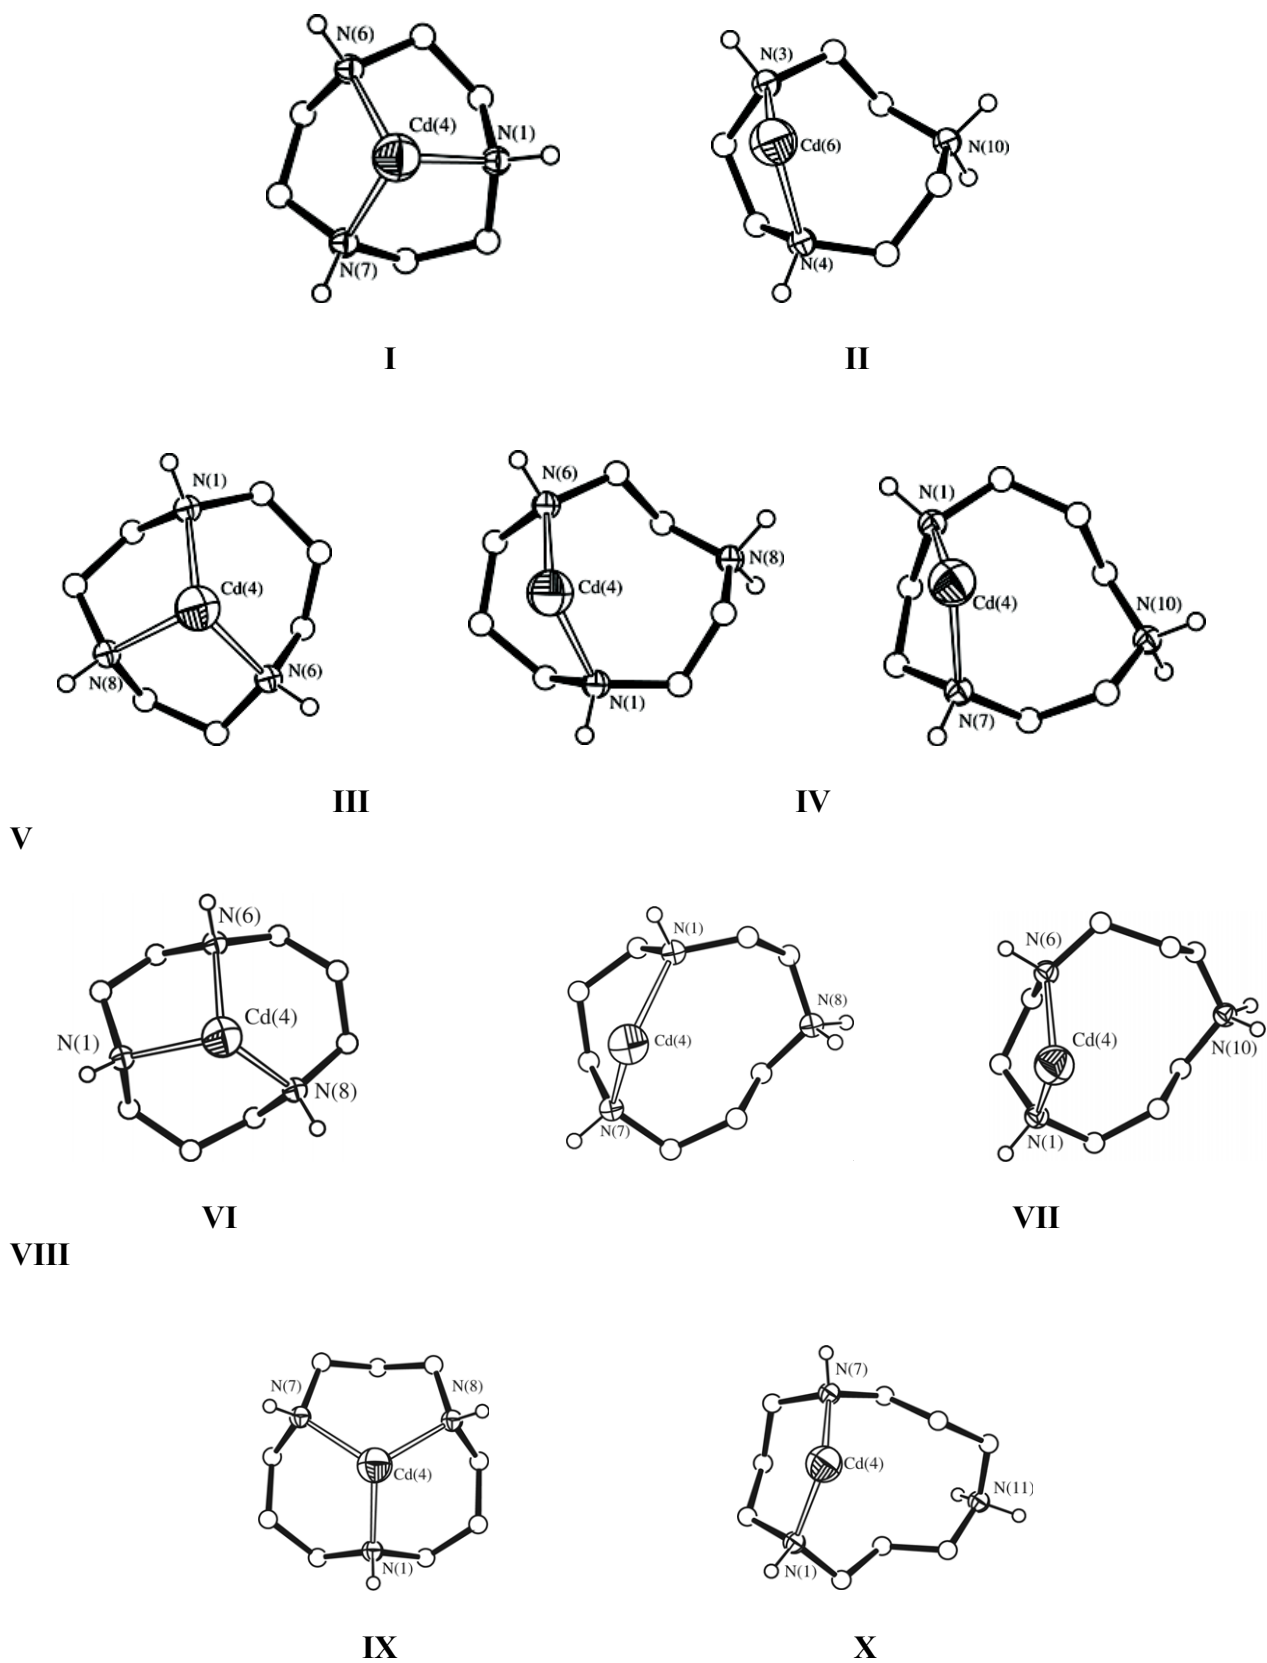 N(6)
N(3)
Cd(4)
N(1)
Cd(6)
N(10)
N(7)
N(4)
I II
N(1)
N(6)
N(1)
N(8)
Cd(4)
Cd(4)
Cd(4)
N(10)
N(8)
N(6)
N(1)
N(7)
III IV
V
N(6)
N(1)
N(6)
Cd(4)
N(8)
N(1)
Cd(4)
Cd(4)
N(10)
N(8)
N(7)
N(1)
VI VII
VIII
N(7)
N(8)
N(7)
Cd(4)
Cd(4)
N(11)
N(1)
N(1)
IX X